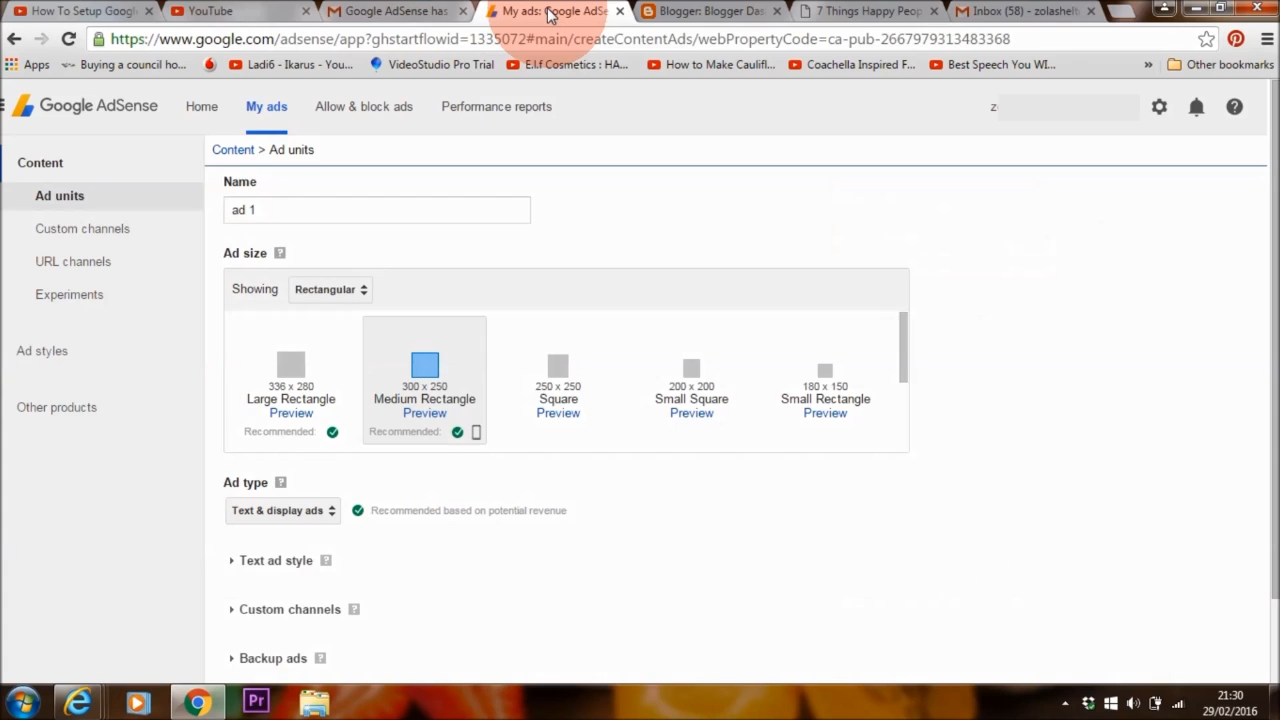 How To Setup Google
YouTube
Google AdSense has
My ads: Google AdSe
Blogger: Blogger Das
7 Things Happy Peop
Inbox (58) - zolashelt
https://www.google.com/adsense/app?ghstartflowid=1335072#main/createContentAds/webPropertyCode=ca-pub-2667979313483368
Apps
Buying a council ho...
Ladi6 - Ikarus - You...
VideoStudio Pro Trial
E.l.f Cosmetics : HA...
How to Make Caulifl...
Coachella Inspired F...
Best Speech You WI...
»
Other bookmarks
Google AdSense
Home
My ads
Allow & block ads
Performance reports
z
Content
Ad units
Custom channels
URL channels
Experiments
Ad styles
Other products
Content > Ad units
Name
ad 1
Ad size ?
Showing Rectangular
336 x 280
Large Rectangle
Preview
Recommended:
300 x 250
Medium Rectangle
Preview
Recommended:
250 x 250
Square
Preview
200 x 200
Small Square
Preview
180 x 150
Small Rectangle
Preview
Ad type ?
Text & display ads
Recommended based on potential revenue
Text ad style ?
Custom channels ?
Backup ads ?
Pr
21:30
29/02/2016